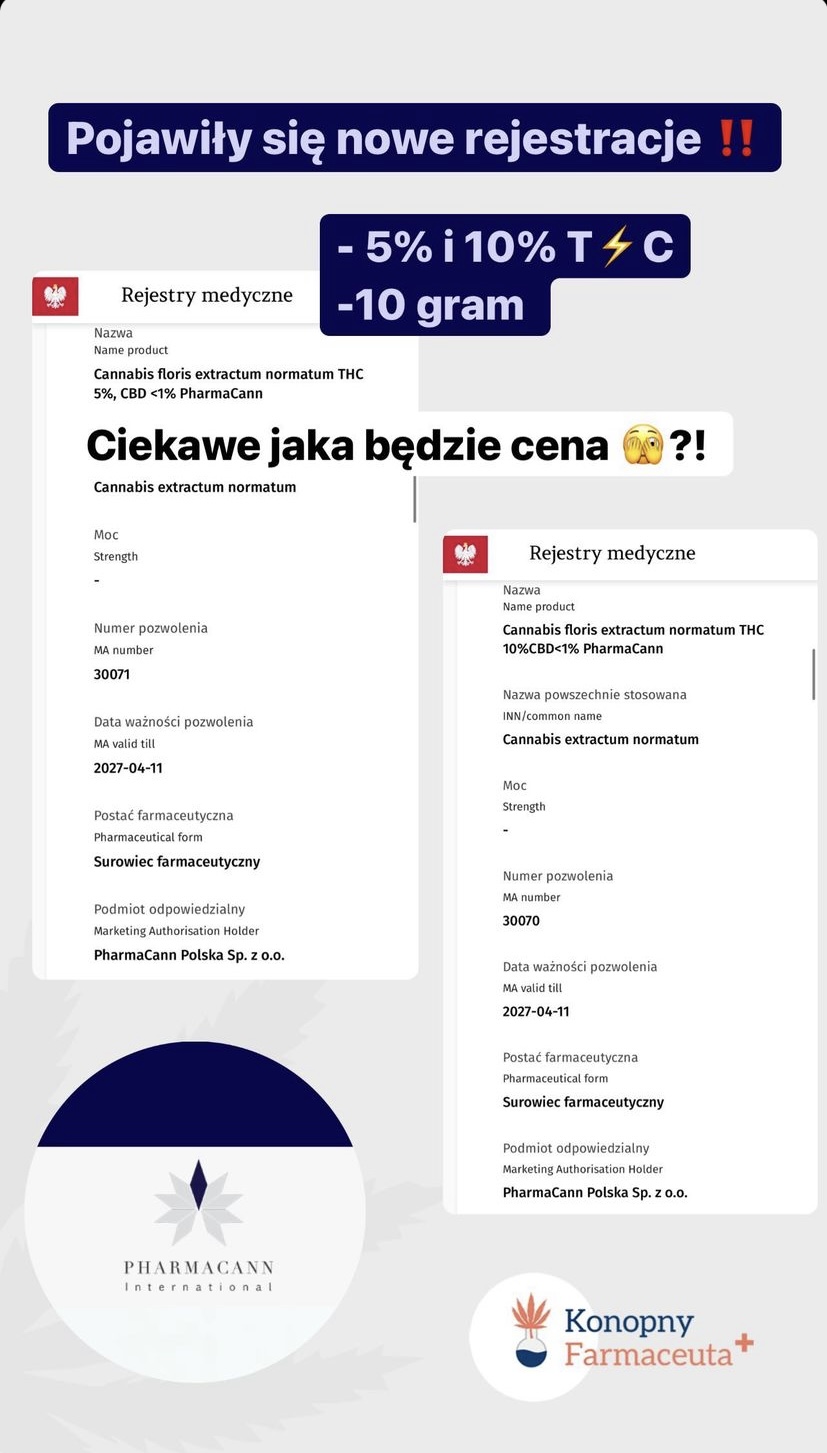 Pojawiły się nowe rejestracje ‼️
- 5% i 10% T⚡C
-10 gram
Rejestry medyczne
Nazwa
Name product
Cannabis floris extractum normatum THC
5%, CBD <1% PharmaCann
Ciekawe jaka będzie cena 🫣?!
Cannabis extractum normatum
Moc
Strength
-
Numer pozwolenia
MA number
30071
Data ważności pozwolenia
MA valid till
2027-04-11
Postać farmaceutyczna
Pharmaceutical form
Surowiec farmaceutyczny
Podmiot odpowiedzialny
Marketing Authorisation Holder
PharmaCann Polska Sp. z o.o.
Rejestry medyczne
Nazwa
Name product
Cannabis floris extractum normatum THC
10%CBD<1% PharmaCann
Nazwa powszechnie stosowana
INN/common name
Cannabis extractum normatum
Moc
Strength
-
Numer pozwolenia
MA number
30070
Data ważności pozwolenia
MA valid till
2027-04-11
Postać farmaceutyczna
Pharmaceutical form
Surowiec farmaceutyczny
Podmiot odpowiedzialny
Marketing Authorisation Holder
PharmaCann Polska Sp. z o.o.
PHARMACANN
International
Konopny
Farmaceuta+